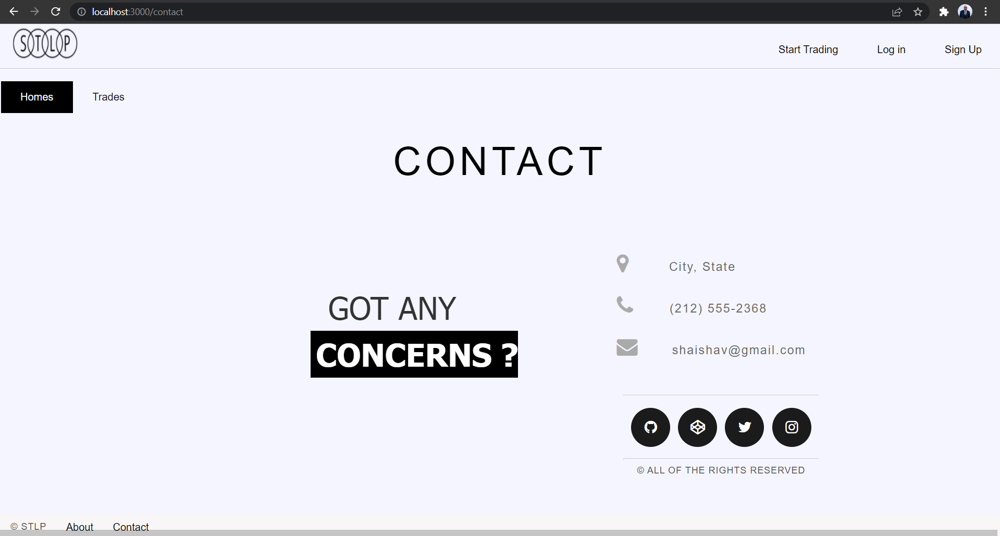 localhost:3000/contact
STLP
Start Trading Log in Sign Up
Homes Trades
CONTACT
City, State
GOT ANY
(212) 555-2368
CONCERNS ?
shaishav@gmail.com
© ALL OF THE RIGHTS RESERVED
© STLP About Contact